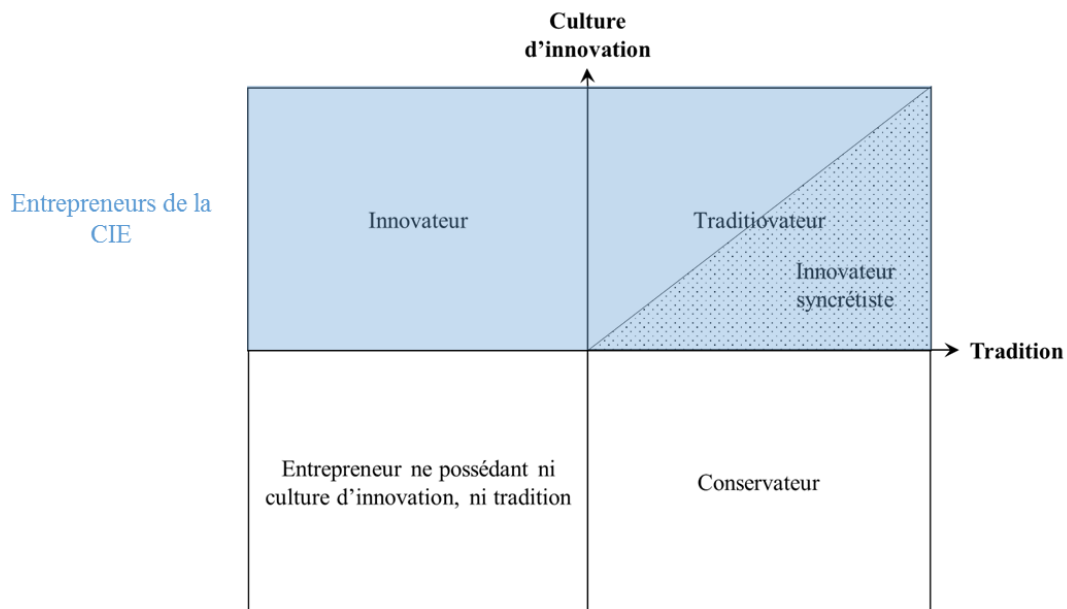 Culture
d’innovation
Entrepreneurs de la
CIE
Innovateur
Traditiovateur
Innovateur
syncrétiste
Tradition
Entrepreneur ne possédant ni
culture d’innovation, ni tradition
Conservateur